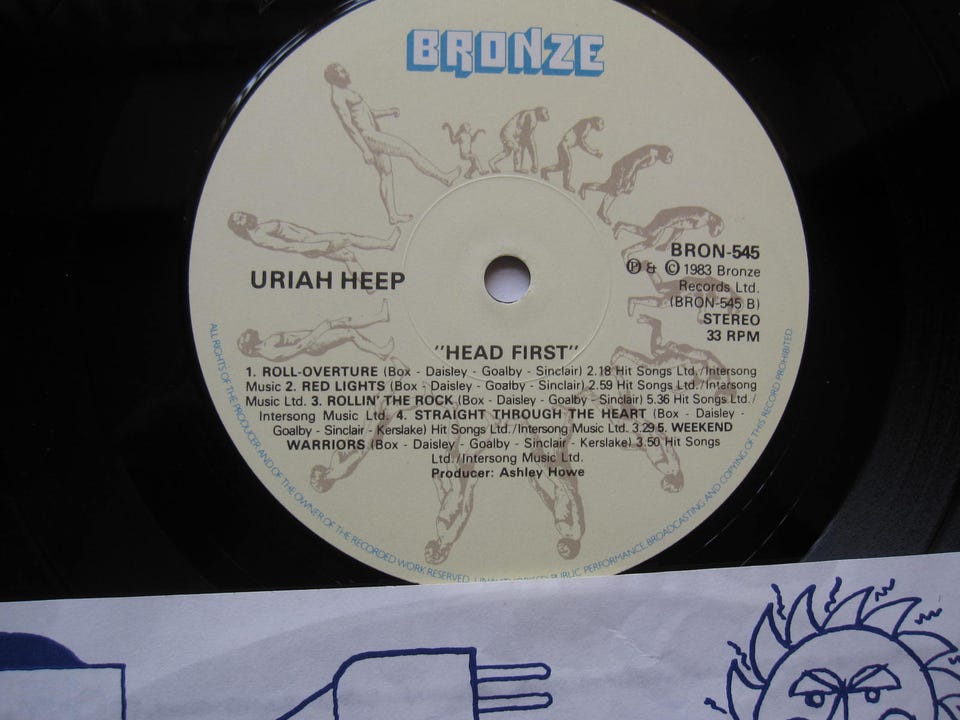 BRONZE
URIAH HEEP
BRON-545
Ⓟ & © 1983 Bronze
Records Ltd.
(BRON-545 B)
STEREO
33 RPM
"HEAD FIRST"
1. ROLL-OVERTURE (Box - Daisley - Goalby - Sinclair) 2.18 Hit Songs Ltd./Intersong
Music 2. RED LIGHTS (Box - Daisley - Goalby - Sinclair) 2.59 Hit Songs Ltd./Intarsong
Music Ltd. 3. ROLLIN' THE ROCK (Box - Daisley - Goalby - Sinclair) 5.36 Hit Songs Ltd./
Intersong Music Ltd. 4. STRAIGHT THROUGH THE HEART (Box - Daisley -
Goalby - Sinclair - Kerslake) Hit Songs Ltd./Intersong Music Ltd. 3.29 5. WEEKEND
WARRIORS (Box - Daisley - Goalby - Sinclair - Kerslake) 3.50 Hit Songs
Ltd./Intersong Music Ltd.
Producer: Ashley Howe
ALL RIGHTS OF THE PRODUCER AND OF THE OWNER OF THE RECORDED WORK RESERVED. PUBLIC PERFORMANCE, BROADCASTING AND COPYING OF THIS RECORD PROHIBITED